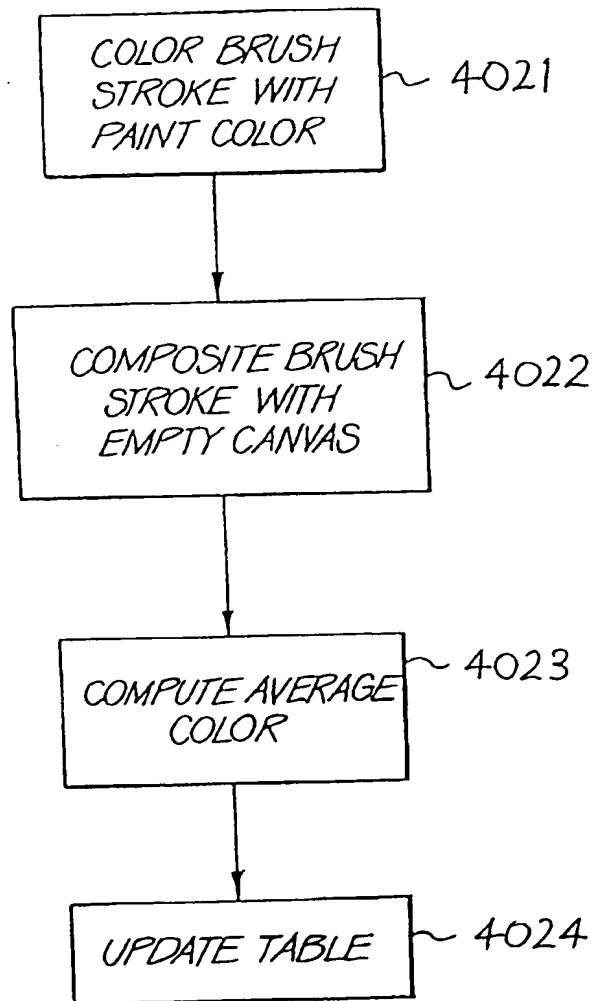 COLOR BRUSH
STROKE WITH
PAINT COLOR
4021
COMPOSITE BRUSH
STROKE WITH
EMPTY CANVAS
4022
COMPUTE AVERAGE
COLOR
4023
UPDATE TABLE
4024